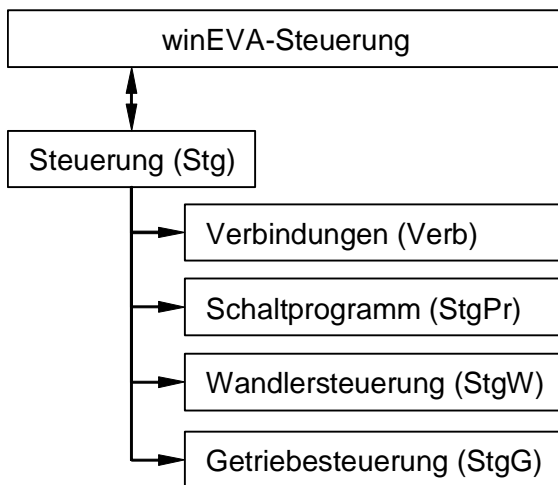 winEVA-Steuerung
Steuerung (Stg)
Verbindungen (Verb)
Schaltprogramm (StgPr)
Wandlersteuerung (StgW)
Getriebesteuerung (StgG)